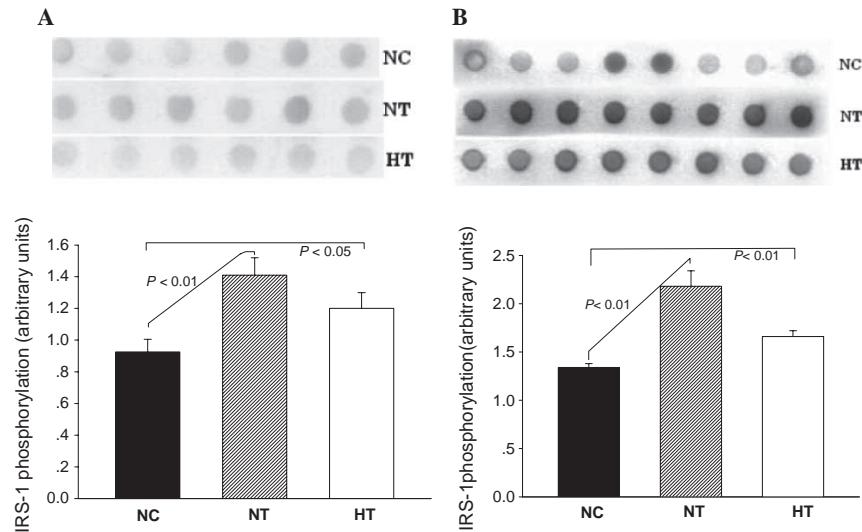 A
NC
NT
HT
IRS-1 phosphorylation (arbitrary units)
1.6
1.4
1.2
1.0
.8
.6
.4
.2
0.0
P < 0.01
P < 0.05
NC NT HT
B
NC
NT
HT
IRS-1phosphorylation(arbitrary units)
2.5
2.0
1.5
1.0
.5
0.0
P< 0.01
P< 0.01
NC NT HT